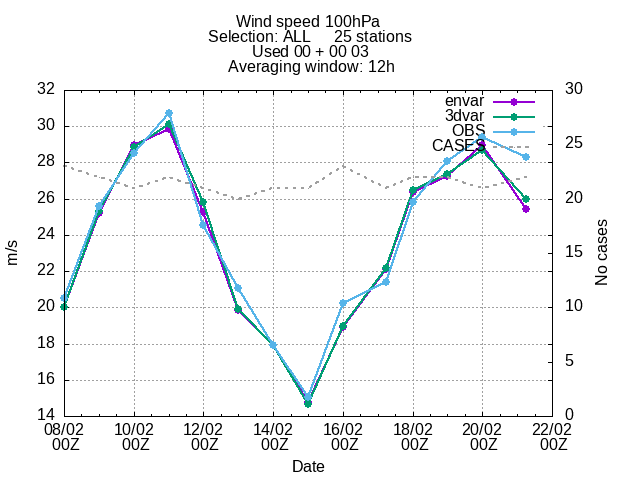 Wind speed 100hPa
Selection: ALL 25 stations
Used 00 + 00 03
Averaging window: 12h
envar
3dvar
OBS
CASES
32
30
28
26
24
22
20
18
16
14
30
25
20
15
10
5
0
m/s
No cases
08/02 10/02 12/02 14/02 16/02 18/02 20/02 22/02
00Z 00Z 00Z 00Z 00Z 00Z 00Z 00Z
Date